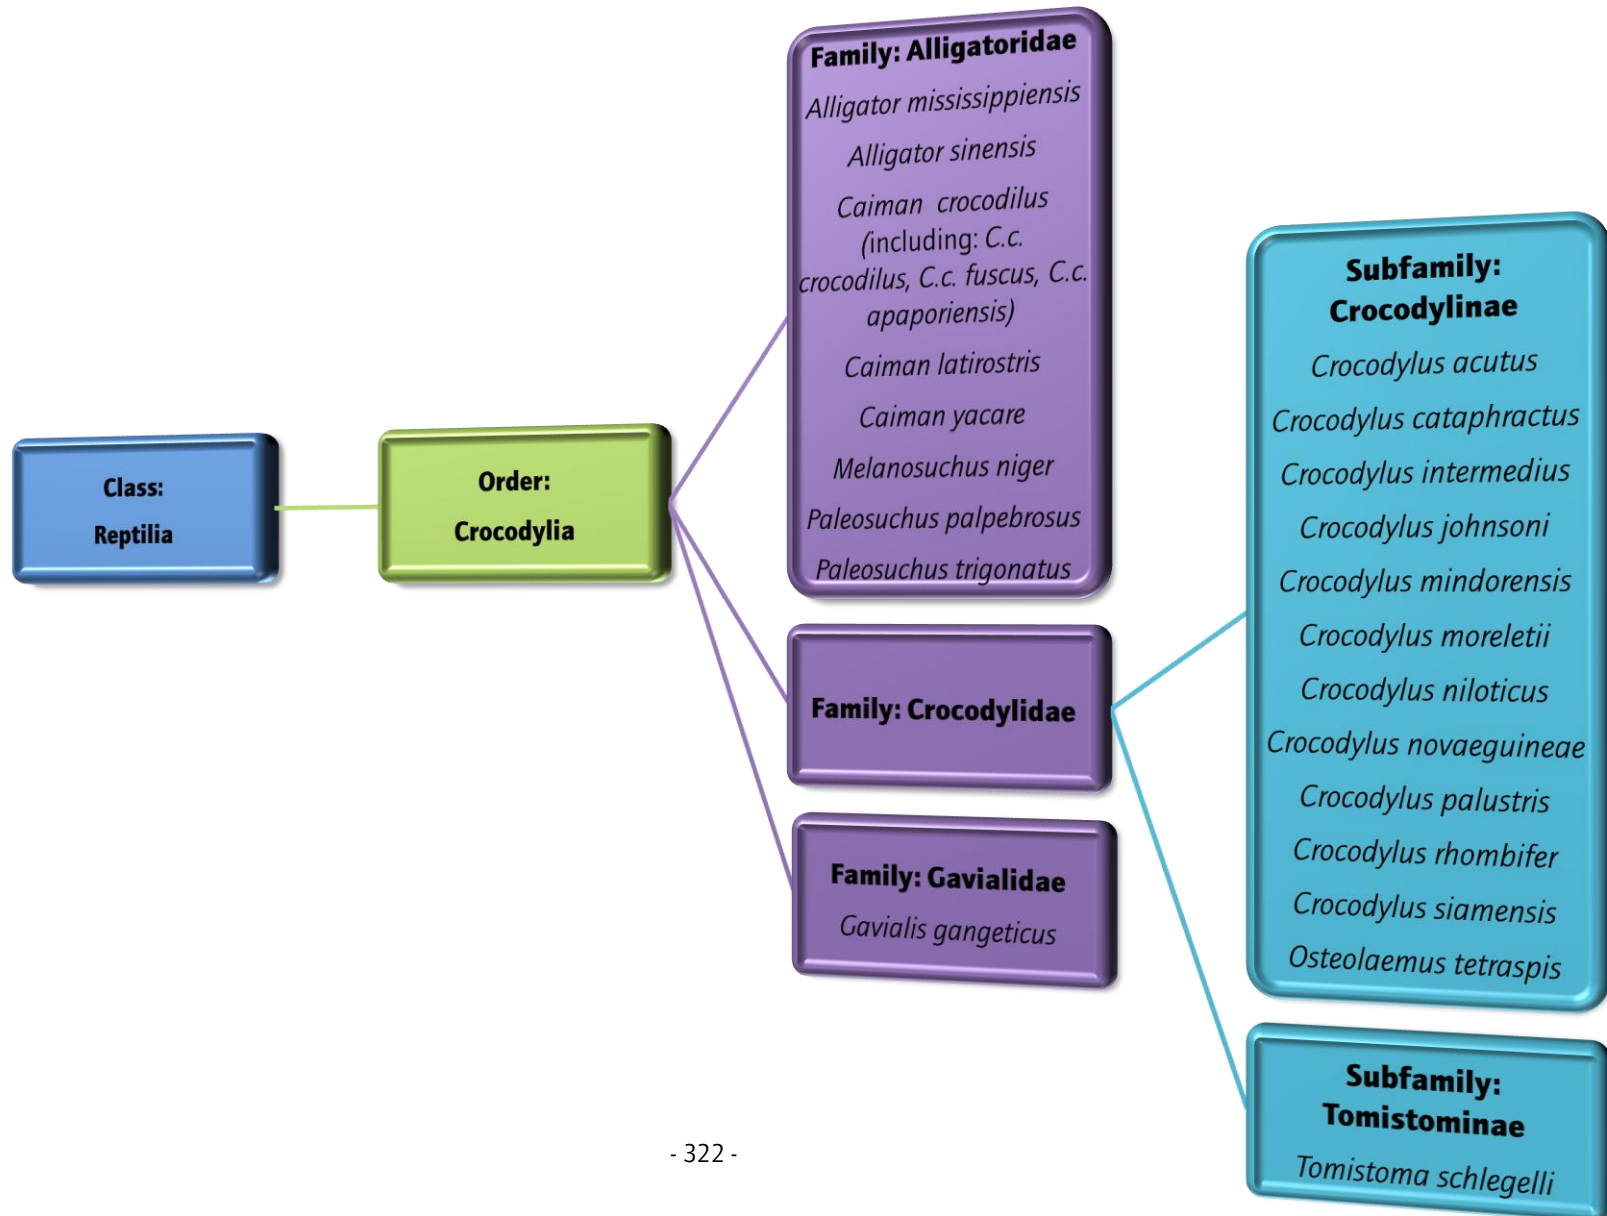 Class:
Reptilia
Order:
Crocodylia
Family: Alligatoridae
Alligator mississippiensis
Alligator sinensis
Caiman crocodilus
(including: C.c.
crocodilus, C.c. fuscus, C.c.
apaporiensis)
Caiman latirostris
Caiman yacare
Melanosuchus niger
Paleosuchus palpebrosus
Paleosuchus trigonatus
Family: Crocodylidae
Family: Gavialidae
Gavialis gangeticus
Subfamily:
Crocodylinae
Crocodylus acutus
Crocodylus cataphractus
Crocodylus intermedius
Crocodylus johnsoni
Crocodylus mindorensis
Crocodylus moreletii
Crocodylus niloticus
Crocodylus novaeguineae
Crocodylus palustris
Crocodylus rhombifer
Crocodylus siamensis
Osteolaemus tetraspis
Subfamily:
Tomistominae
Tomistoma schlegelli
- 322 -